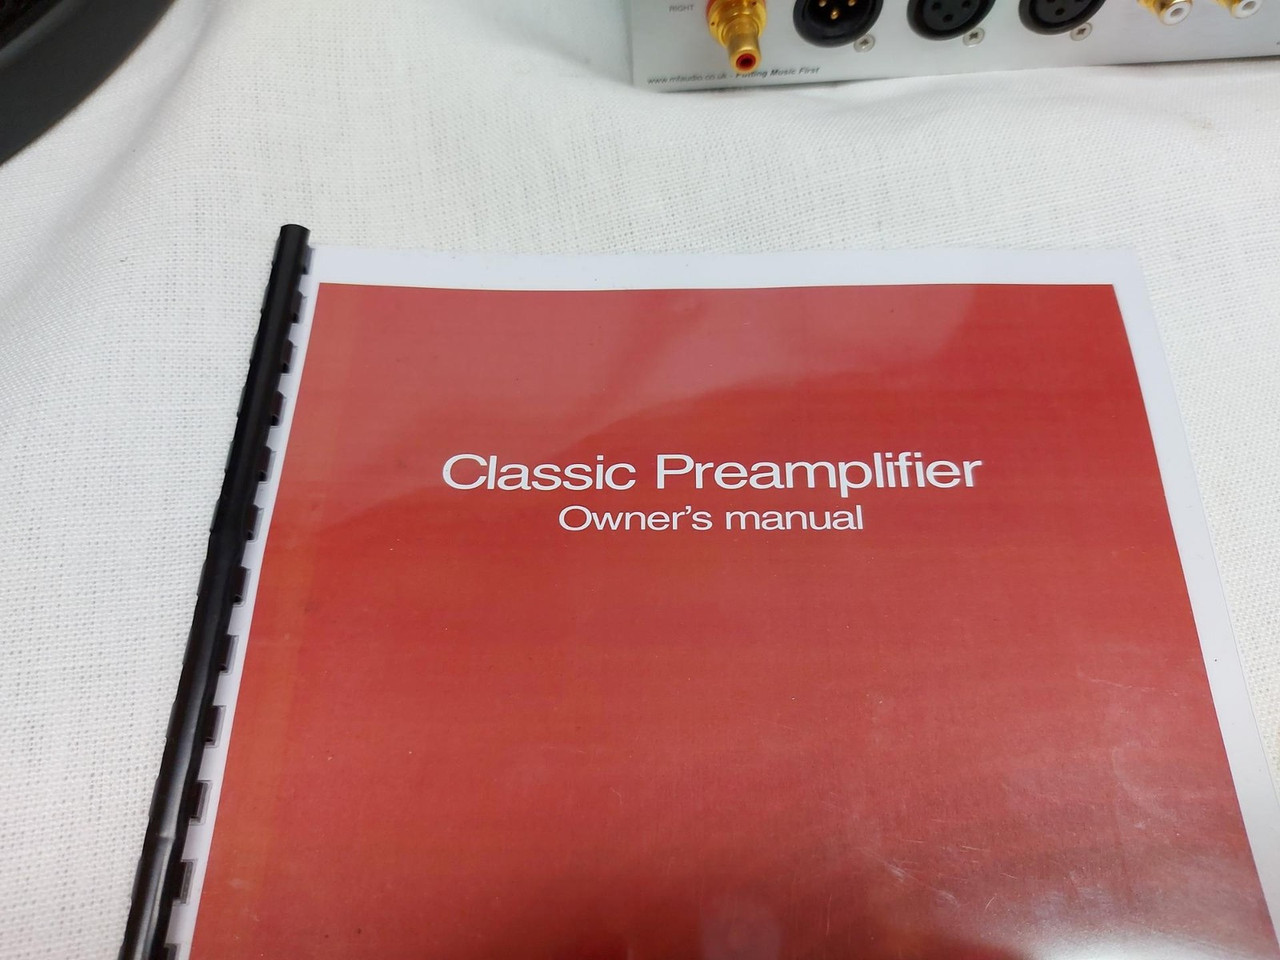 RIGHT
www.mfaudio.co.uk - Putting Music First
Classic Preamplifier
Owner's manual